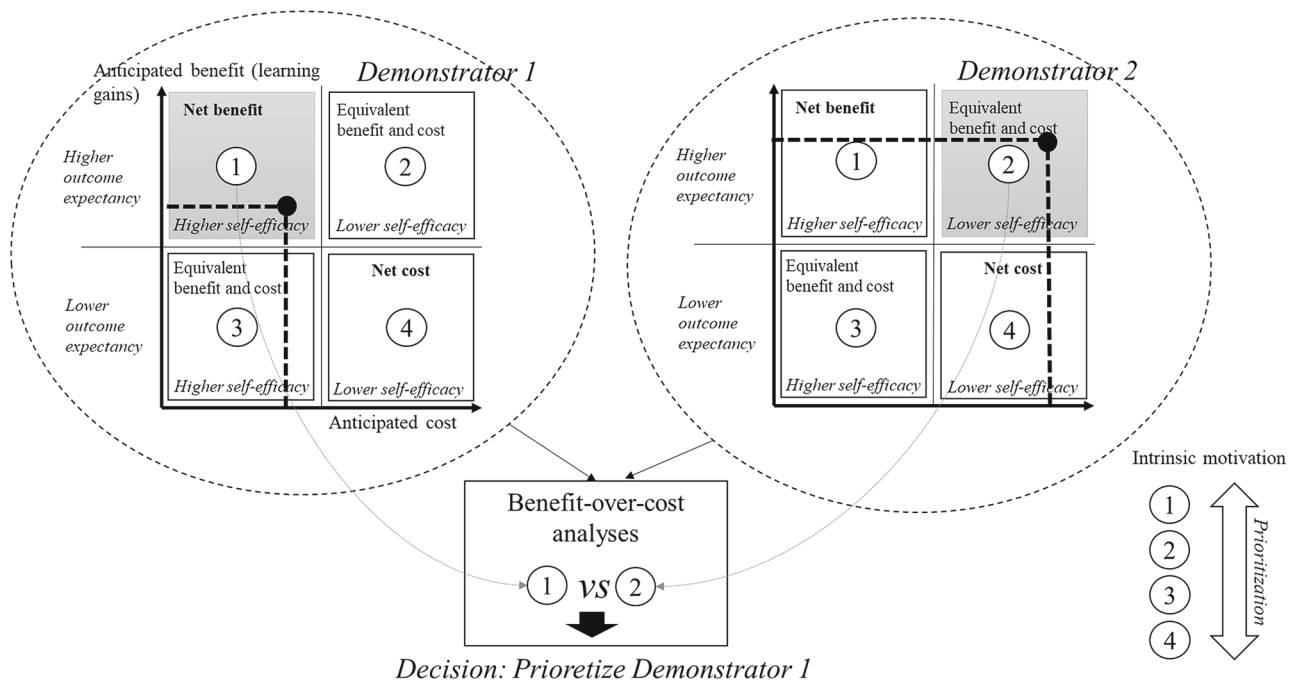 Anticipated benefit (learning
gains)
Demonstrator 1
Net benefit
1
Higher self-efficacy
Equivalent
benefit and cost
2
Lower self-efficacy
Higher
outcome
expectancy
Equivalent
benefit and cost
3
Higher self-efficacy
Net cost
4
Lower self-efficacy
Lower
outcome
expectancy
Anticipated cost
Demonstrator 2
Net benefit
1
Higher self-efficacy
Equivalent
benefit and cost
2
Lower self-efficacy
Higher
outcome
expectancy
Equivalent
benefit and cost
3
Higher self-efficacy
Net cost
4
Lower self-efficacy
Lower
outcome
expectancy
Benefit-over-cost
analyses
1 vs 2
Decision: Prioretize Demonstrator 1
Intrinsic motivation
1
2
3
4
Prioritization